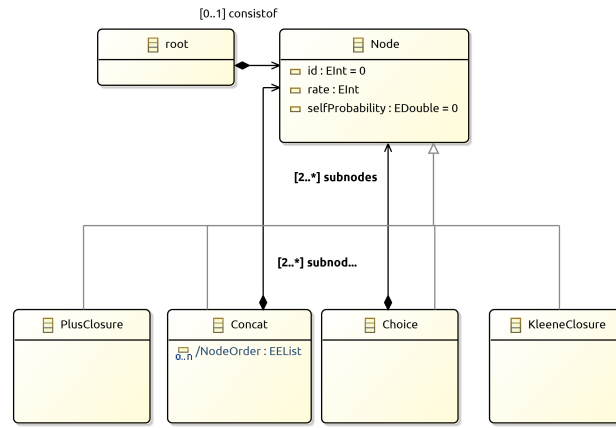 [0..1] consistof
root
Node
id : EInt = 0
rate : EInt
selfProbability : EDouble = 0
[2..*] subnodes
[2..*] subnod...
PlusClosure
Concat
Choice
KleeneClosure
0..n /NodeOrder : EEList